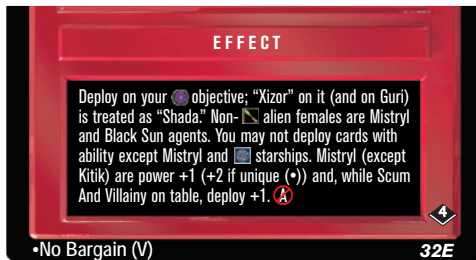 EFFECT
Deploy on your objective; “Xizor” on it (and on Guri)
is treated as “Shada.” Non- alien females are Mistryl
and Black Sun agents. You may not deploy cards with
ability except Mistryl and starships. Mistryl (except
Kitik) are power +1 (+2 if unique (•)) and, while Scum
And Villainy on table, deploy +1. A
4
•No Bargain (V) 32E